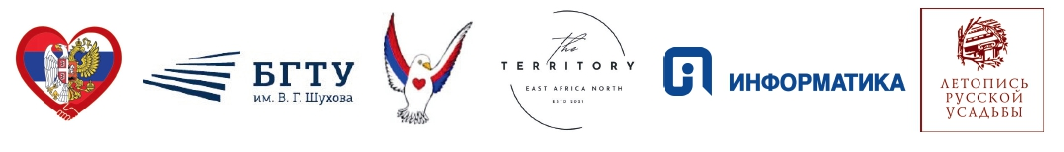 БГТУ
им. В. Г. Шухова
the
TERRITORY
EAST AFRICA NORTH
ИНФОРМАТИКА
ЛЕТОПИСЬ
РУССКОЙ
УСАДЬБЫ